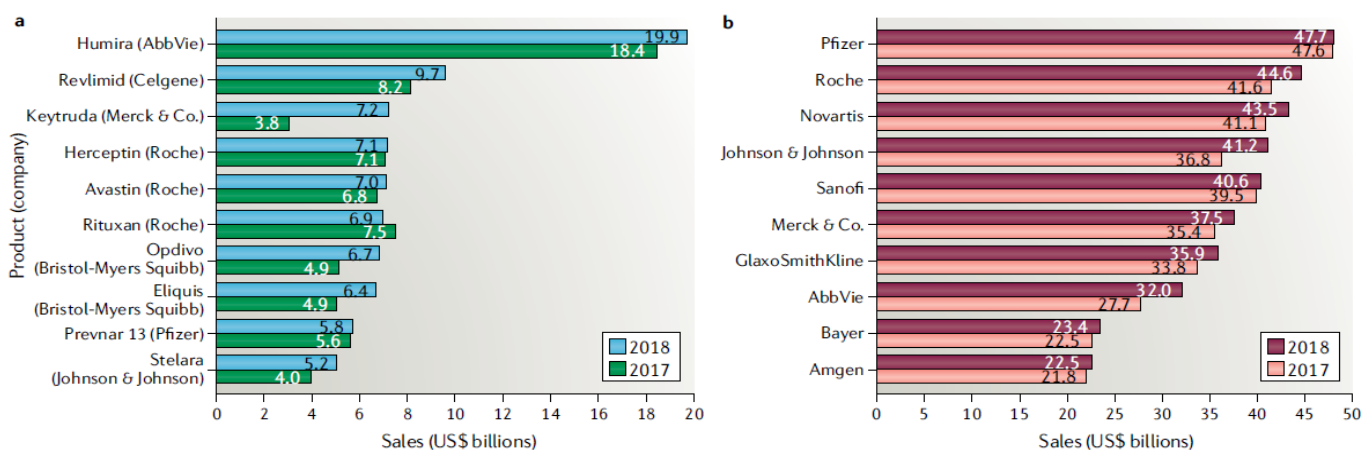 a
Product (company)
Humira (AbbVie)
19.9
18.4
Revlimid (Celgene)
9.7
8.2
Keytruda (Merck & Co.)
7.2
3.8
Herceptin (Roche)
7.1
7.1
Avastin (Roche)
7.0
6.8
Rituxan (Roche)
6.9
7.5
Opdivo
(Bristol-Myers Squibb)
6.7
4.9
Eliquis
(Bristol-Myers Squibb)
6.4
4.9
Prevnar 13 (Pfizer)
5.8
5.6
Stelara
(Johnson & Johnson)
5.2
4.0
2018
2017
0 2 4 6 8 10 12 14 16 18 20
Sales (US$ billions)
b
Pfizer
47.7
47.6
Roche
44.6
41.6
Novartis
43.5
41.1
Johnson & Johnson
41.2
36.8
Sanofi
40.6
39.5
Merck & Co.
37.5
35.4
GlaxoSmithKline
35.9
33.8
AbbVie
32.0
27.7
Bayer
23.4
22.5
Amgen
22.5
21.8
2018
2017
0 5 10 15 20 25 30 35 40 45 50
Sales (US$ billions)